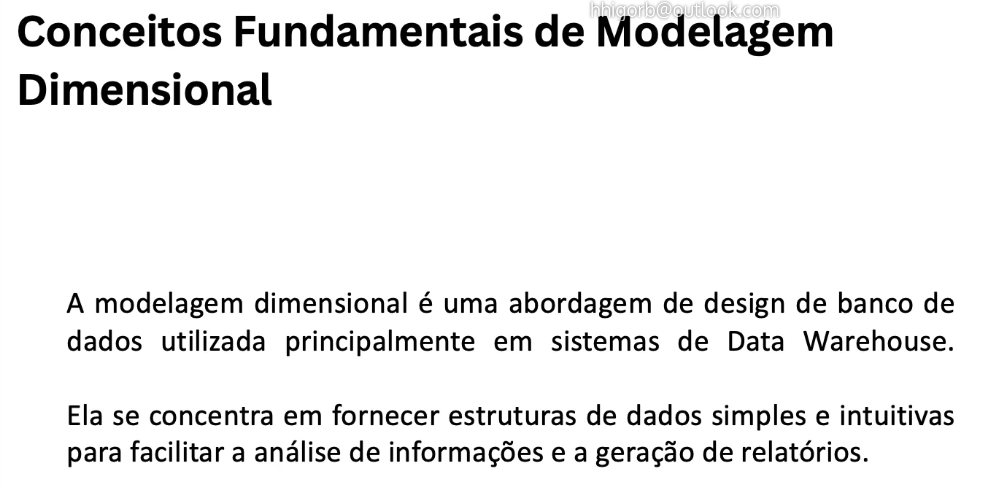 hhigorb@outlook.com
Conceitos Fundamentais de Modelagem
Dimensional
A modelagem dimensional é uma abordagem de design de banco de
dados utilizada principalmente em sistemas de Data Warehouse.
Ela se concentra em fornecer estruturas de dados simples e intuitivas
para facilitar a análise de informações e a geração de relatórios.